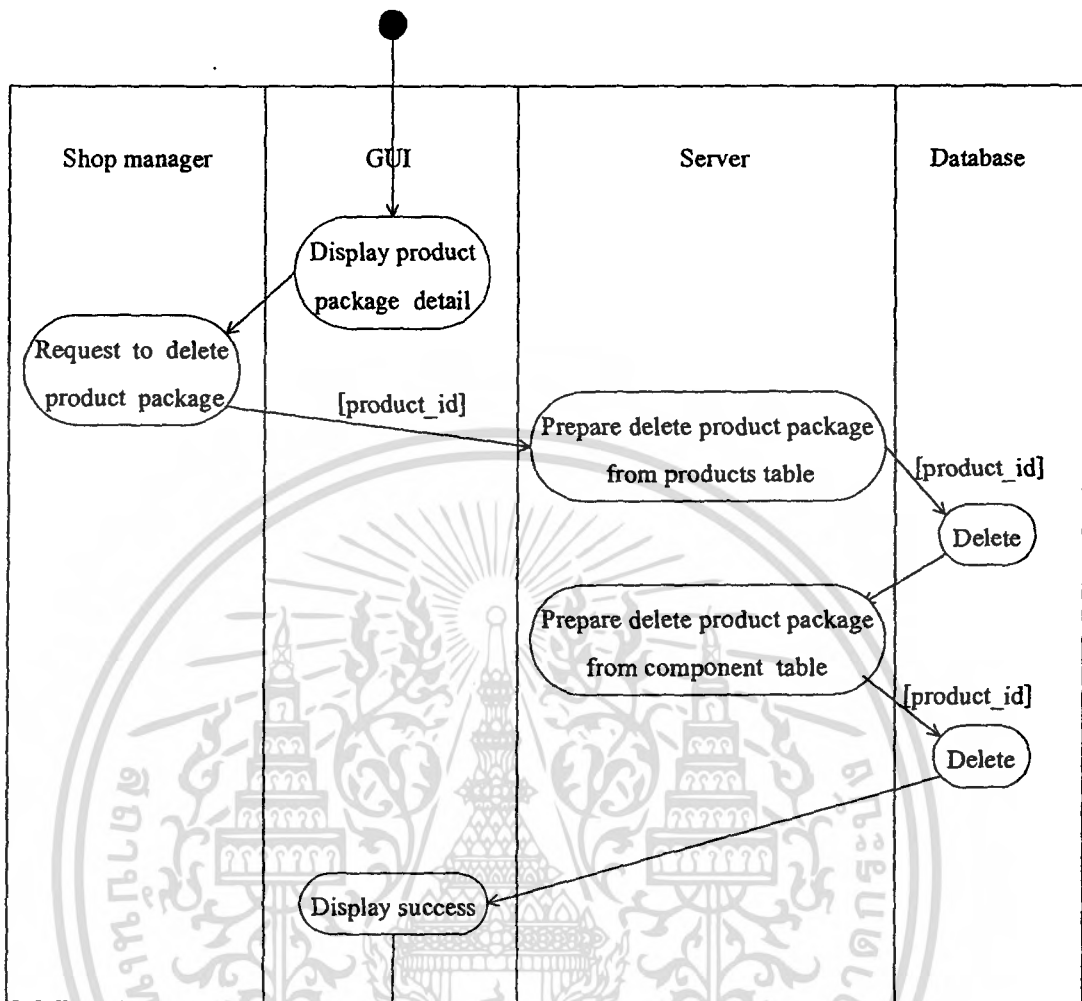 Shop manager
GUI
Server
Database
Display product
package detail
Request to delete
product package
[product_id]
Prepare delete product package
from products table
[product_id]
Delete
Prepare delete product package
from component table
[product_id]
Delete
Display success